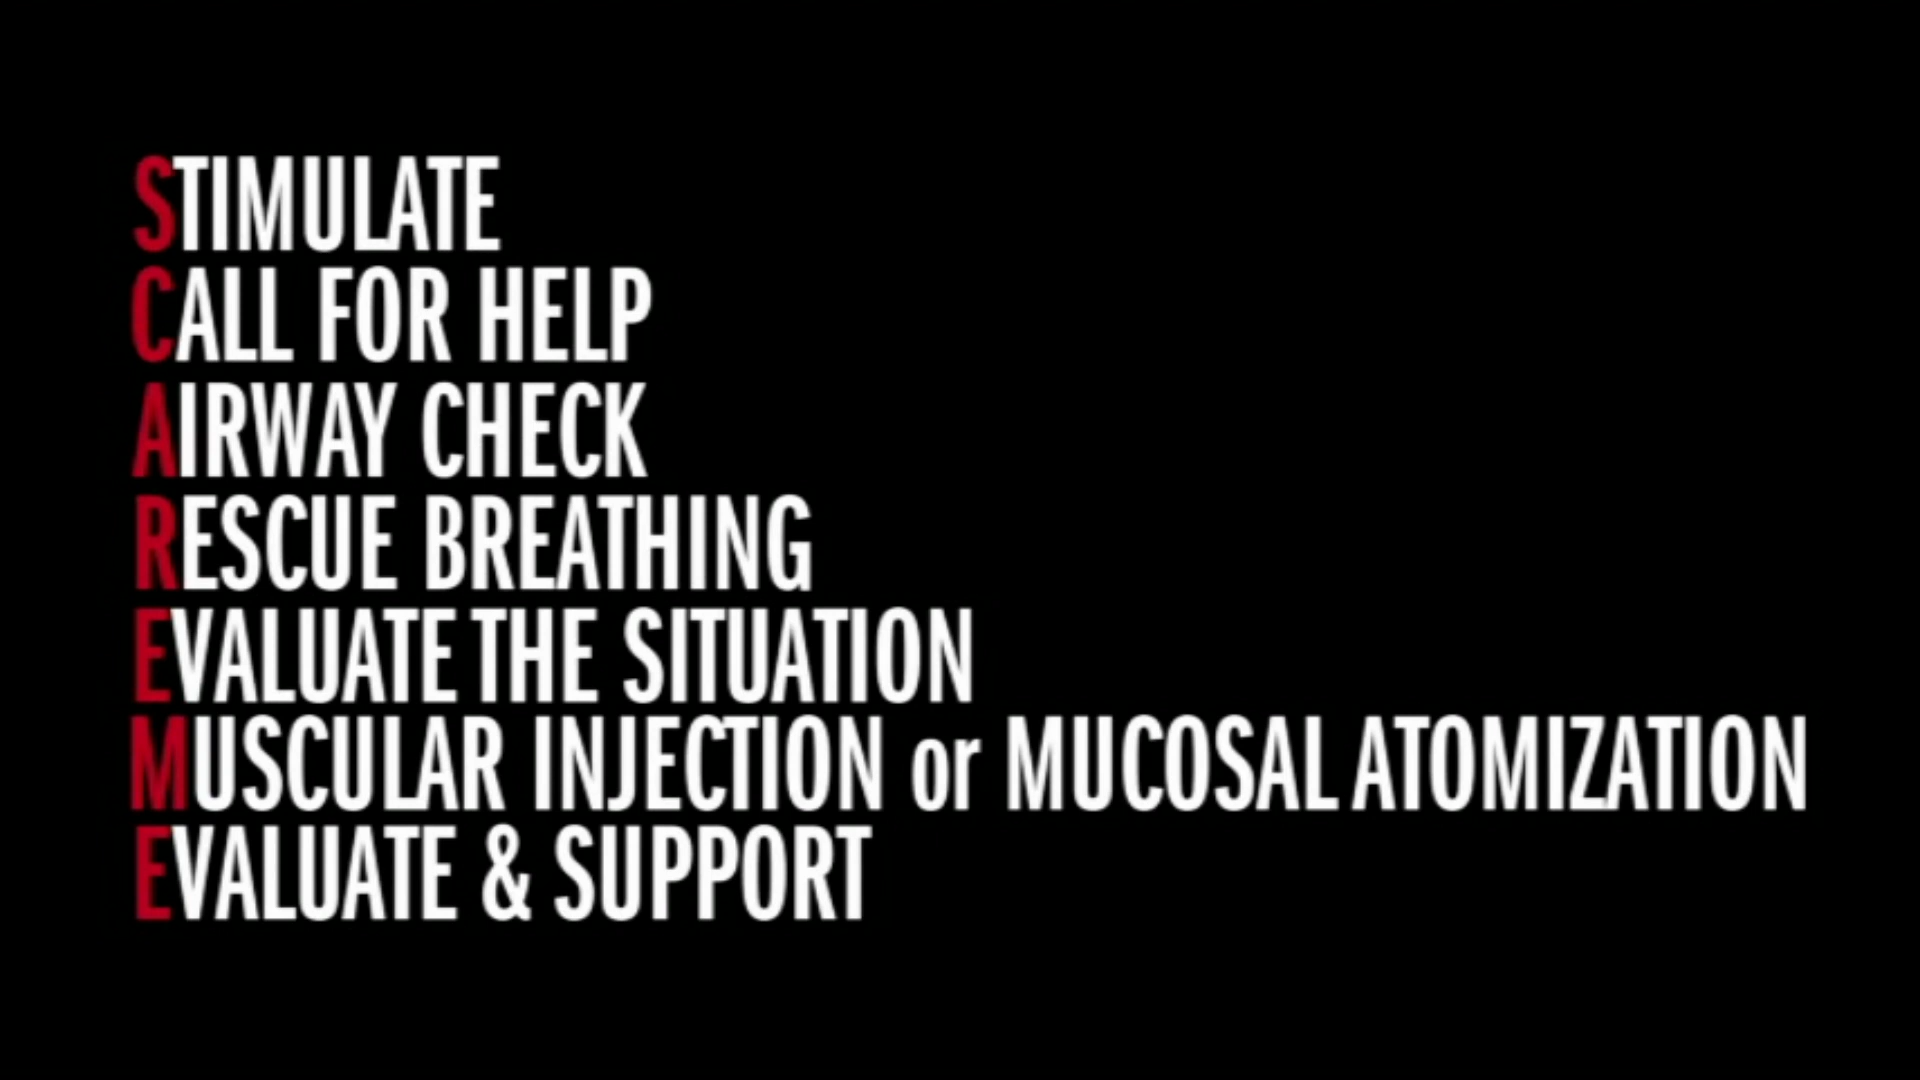 STIMULATE
CALL FOR HELP
AIRWAY CHECK
RESCUE BREATHING
EVALUATE THE SITUATION
MUSCULAR INJECTION or MUCOSAL ATOMIZATION
EVALUATE & SUPPORT